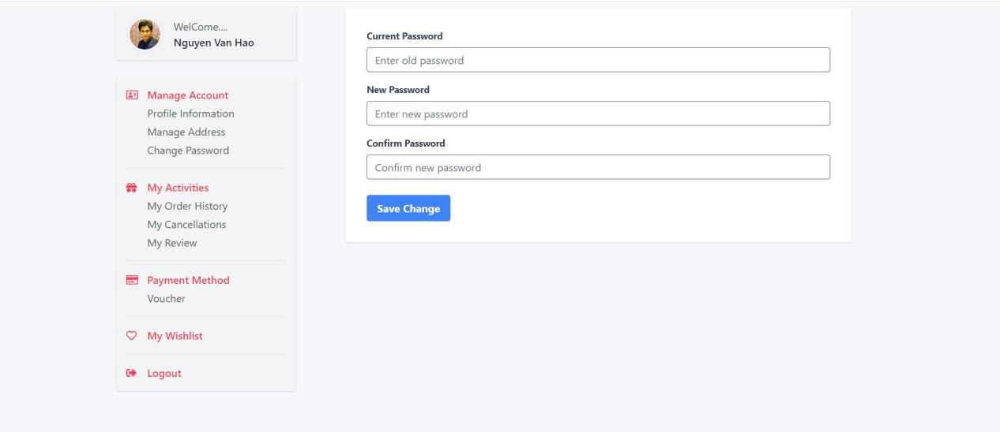 WelCome....
Nguyen Van Hao
Manage Account
Profile Information
Manage Address
Change Password
My Activities
My Order History
My Cancellations
My Review
Payment Method
Voucher
My Wishlist
Logout
Current Password
Enter old password
New Password
Enter new password
Confirm Password
Confirm new password
Save Change